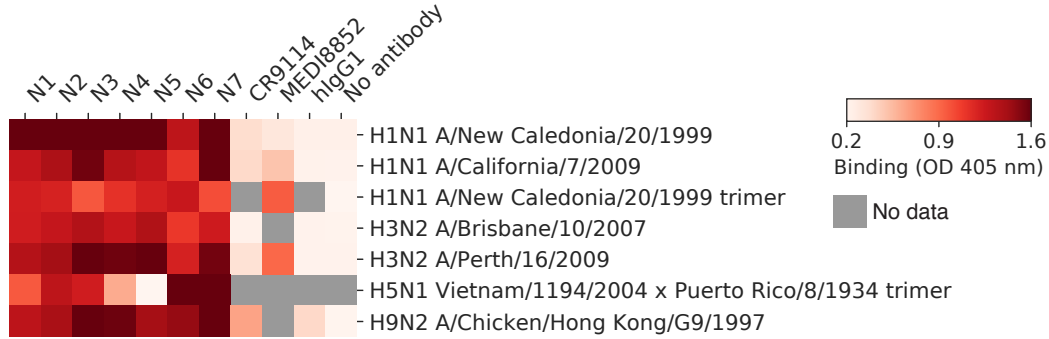 N1
N2
N3
N4
N5
N6
N7
CR9114
MEDI8852
hIgG1
No antibody
H1N1 A/New Caledonia/20/1999
H1N1 A/California/7/2009
H1N1 A/New Caledonia/20/1999 trimer
H3N2 A/Brisbane/10/2007
H3N2 A/Perth/16/2009
H5N1 Vietnam/1194/2004 x Puerto Rico/8/1934 trimer
H9N2 A/Chicken/Hong Kong/G9/1997
0.2 0.9 1.6
Binding (OD 405 nm)
No data